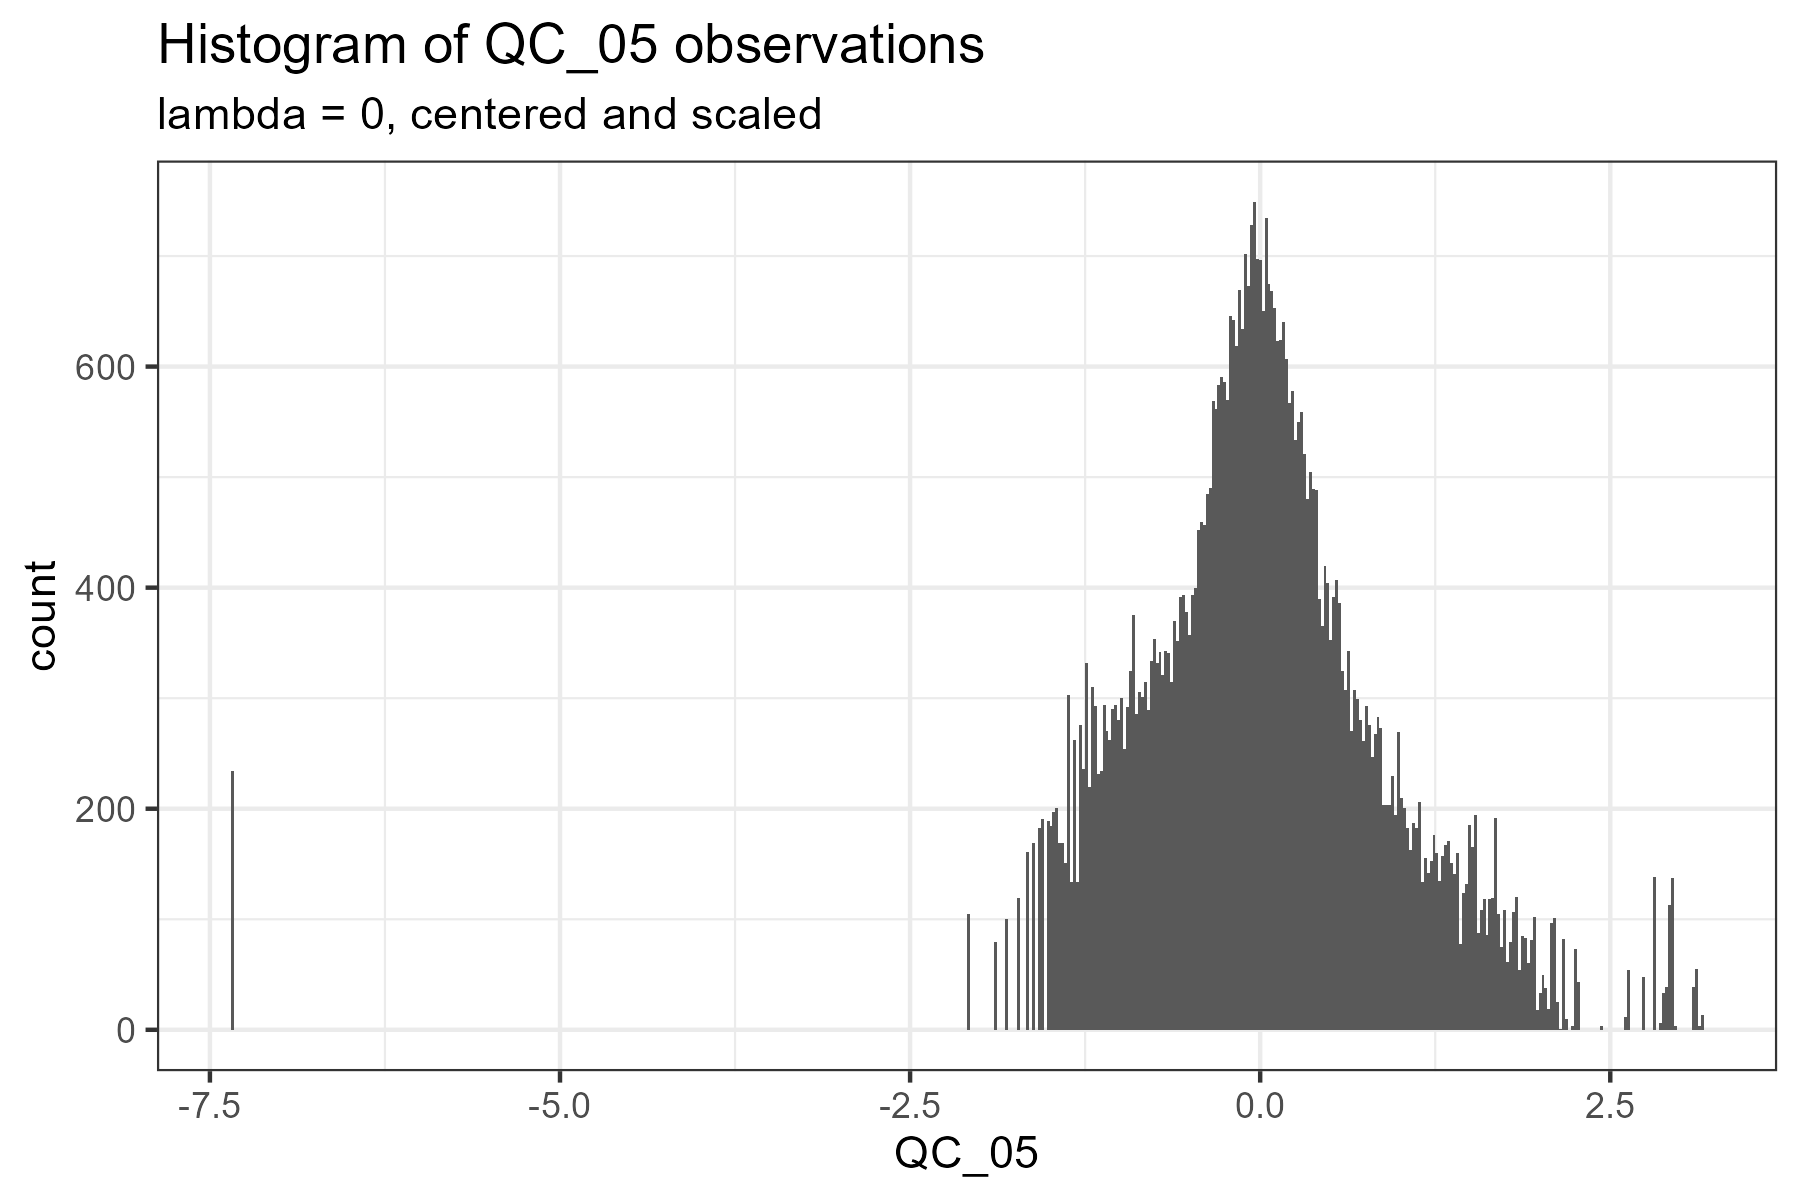 Histogram of QC_05 observations
lambda = 0, centered and scaled
count
600
400
200
0
-7.5 -5.0 -2.5 0.0 2.5
QC_05